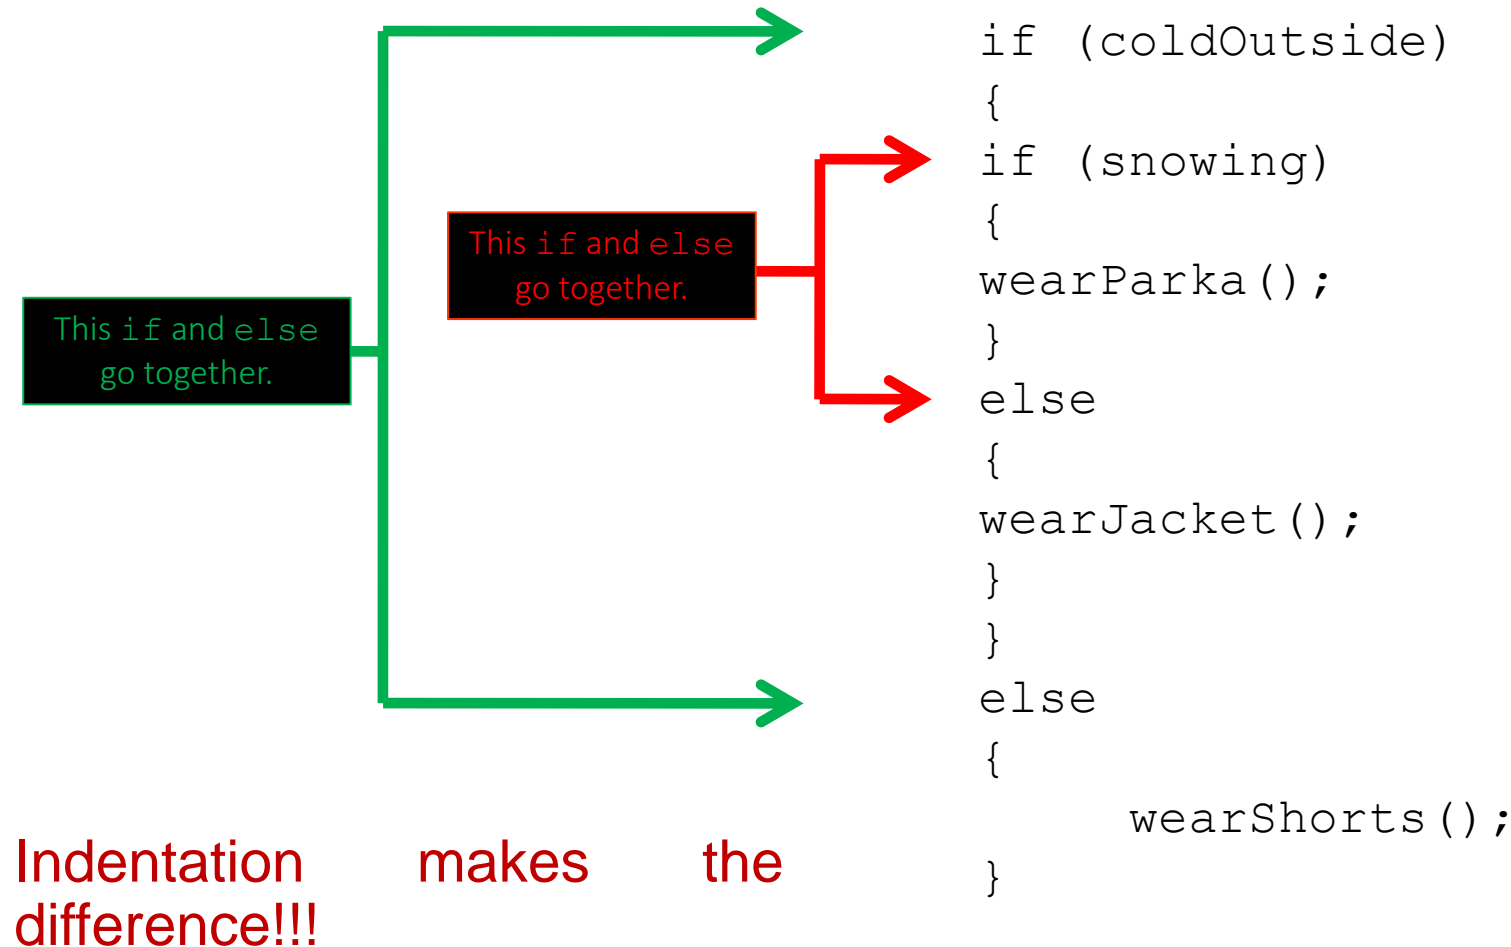 if (coldOutside)
{
if (snowing)
{
This if and else
go together.
wearParka();
This if and else
go together.
}
else
{
wearJacket();
}
}
else
{
wearShorts();
Indentation makes the
difference!!!
}